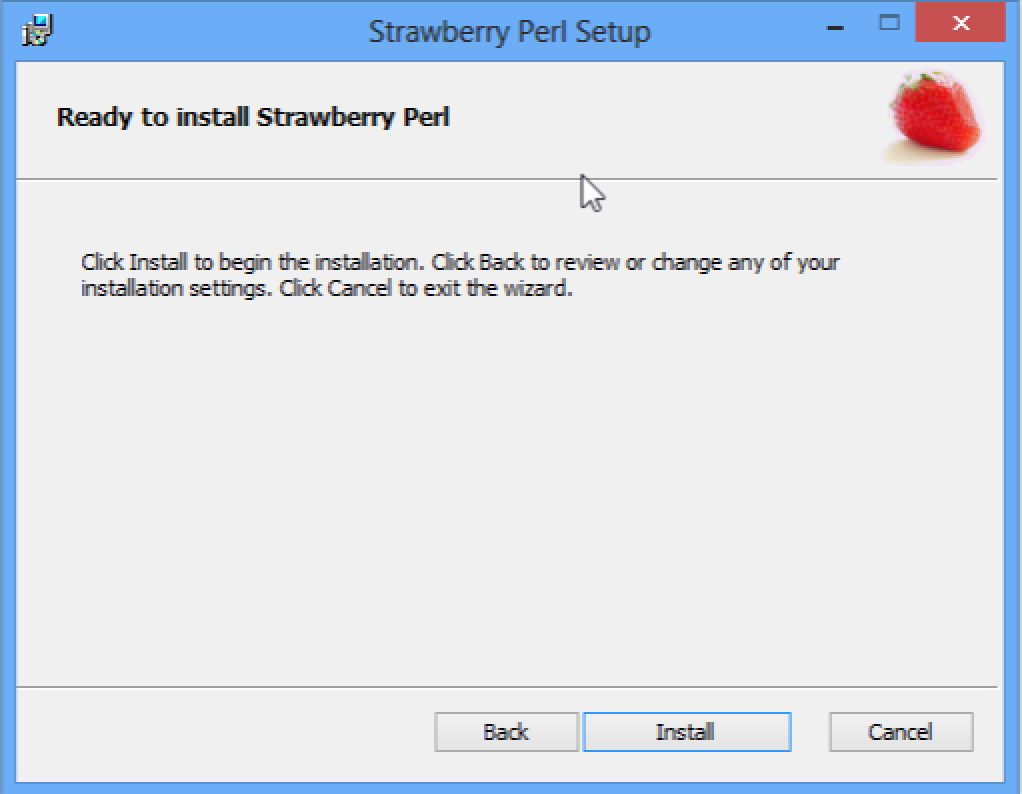 Strawberry Perl Setup
Ready to install Strawberry Perl
Click Install to begin the installation. Click Back to review or change any of your
installation settings. Click Cancel to exit the wizard.
Back Install Cancel